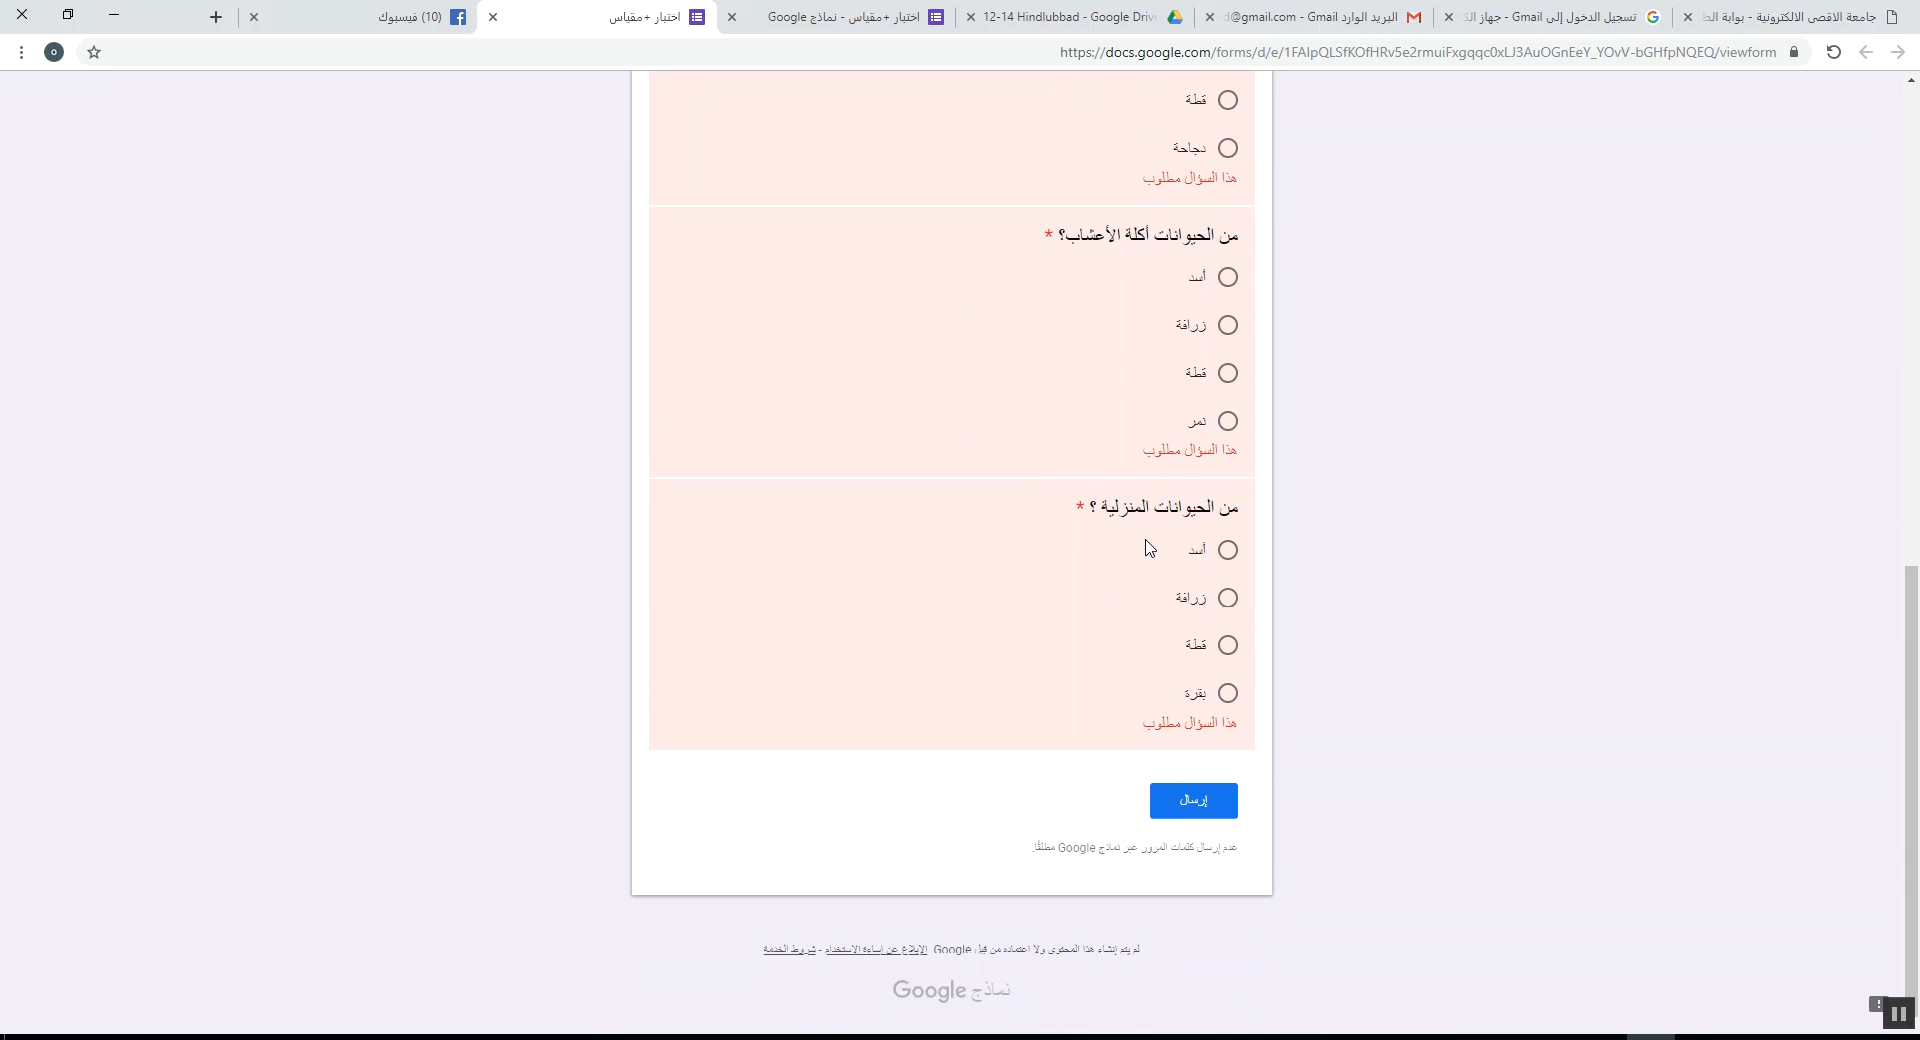 جامعة الاقصى الالكترونية - بوابة الط
تسجيل الدخول إلى Gmail - جهاز الك
البريد الوارد d@gmail.com - Gmail
12-14 Hindlubbad - Google Drive
اختبار +مقياس - نماذج Google
اختبار +مقياس
(10) فيسبوك
https://docs.google.com/forms/d/e/1FAIpQLSfKOfHRv5e2rmuiFxgqqc0xLJ3AuOGnEeY_YOvV-bGHfpNQEQ/viewform
قطة
دجاجة
هذا السؤال مطلوب
من الحيوانات أكلة الأعشاب؟ *
أسد
زرافة
قطة
نمر
هذا السؤال مطلوب
من الحيوانات المنزلية ؟ *
أسد
زرافة
قطة
بقرة
هذا السؤال مطلوب
إرسال
عدم إرسال كلمات المرور عبر نماذج Google مطلقًا.
لم يتم إنشاء هذا المحتوى ولا اعتماده من قِبل Google. الإبلاغ عن إساءة الاستخدام - شروط الخدمة
نماذج Google